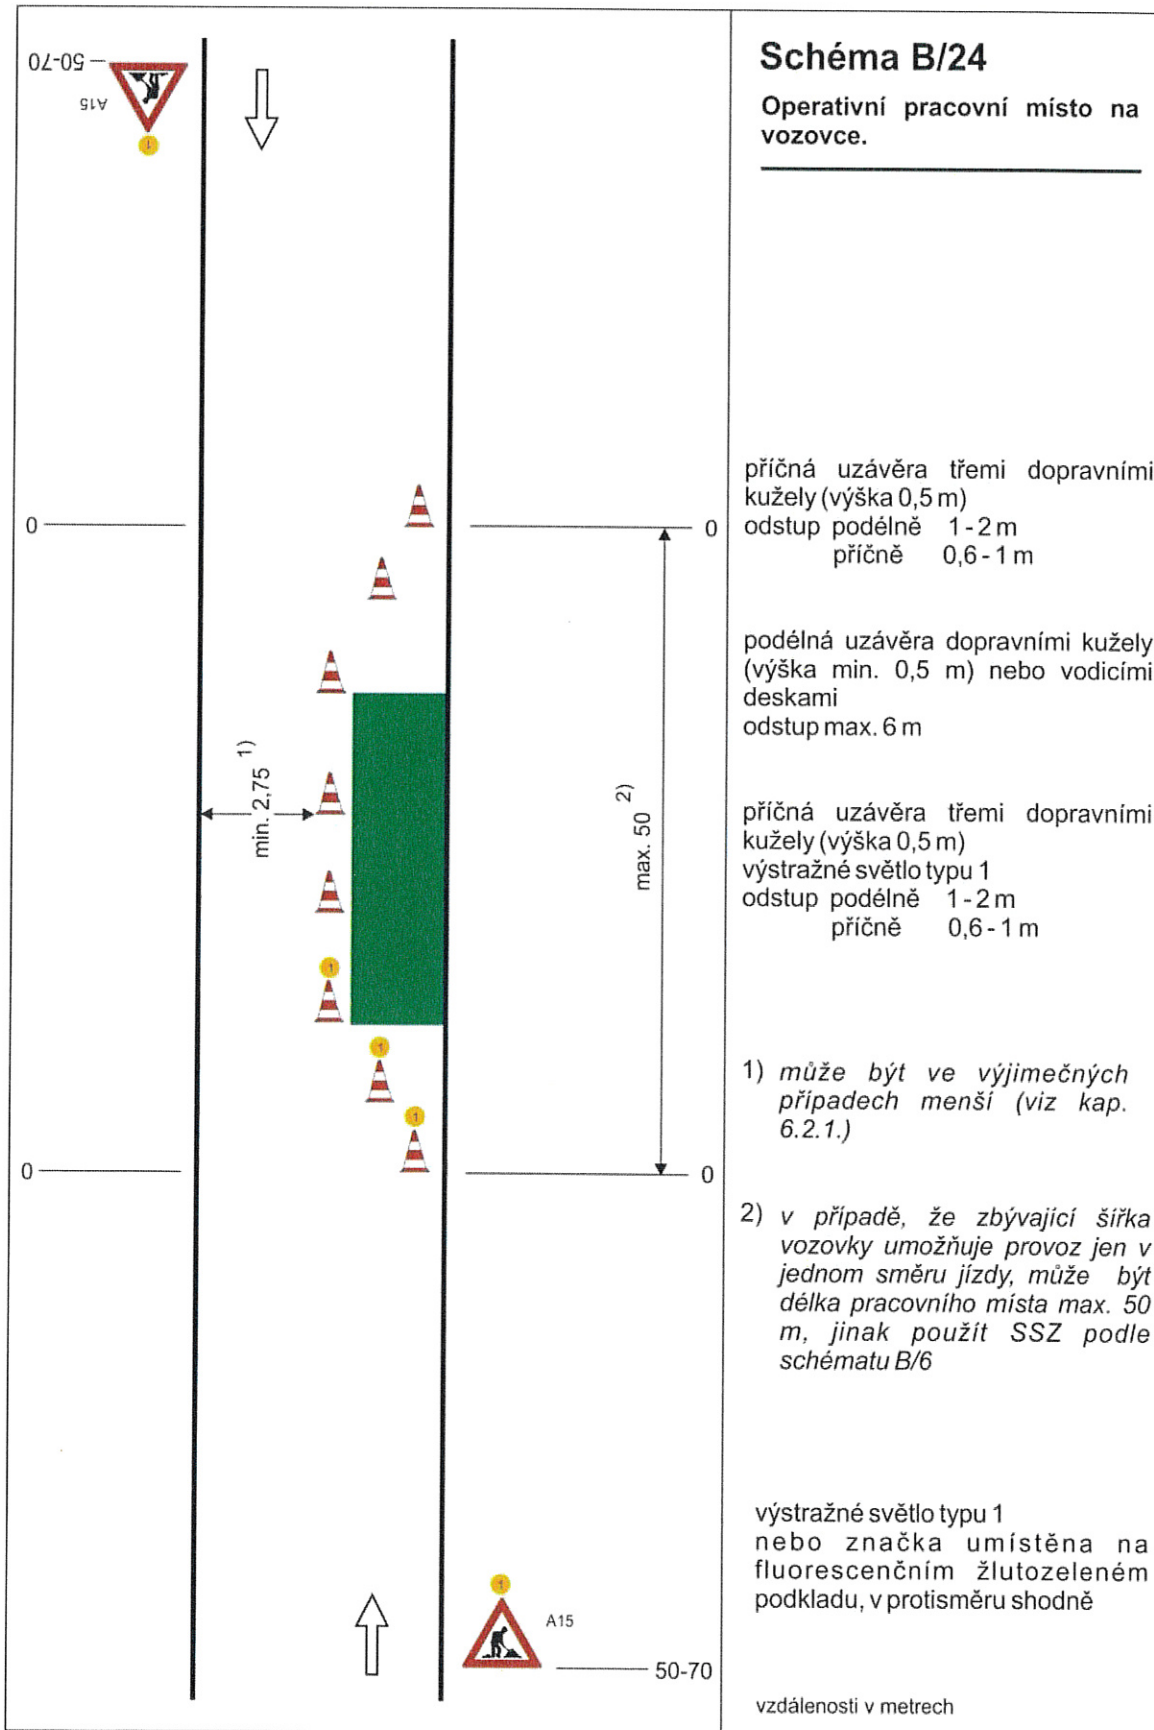 Schéma B/24
Operativní pracovní místo na
vozovce.
50-70
A15
1
0
0
příčná uzávěra třemi dopravními
kužely (výška 0,5 m)
odstup podélně 1 - 2 m
příčně 0,6 - 1 m
podélná uzávěra dopravními kužely
(výška min. 0,5 m) nebo vodicími
deskami
odstup max. 6 m
min. 2,75 1)
max. 50 2)
příčná uzávěra třemi dopravními
kužely (výška 0,5 m)
výstražné světlo typu 1
odstup podélně 1 - 2 m
příčně 0,6 - 1 m
1
1
1
0
0
1) může být ve výjimečných
případech menší (viz kap.
6.2.1.)
2) v případě, že zbývající šířka
vozovky umožňuje provoz jen v
jednom směru jízdy, může být
délka pracovního místa max. 50
m, jinak použít SSZ podle
schématu B/6
výstražné světlo typu 1
nebo značka umístěna na
fluorescenčním žlutozeleném
podkladu, v protisměru shodně
1
A15
50-70
vzdálenosti v metrech